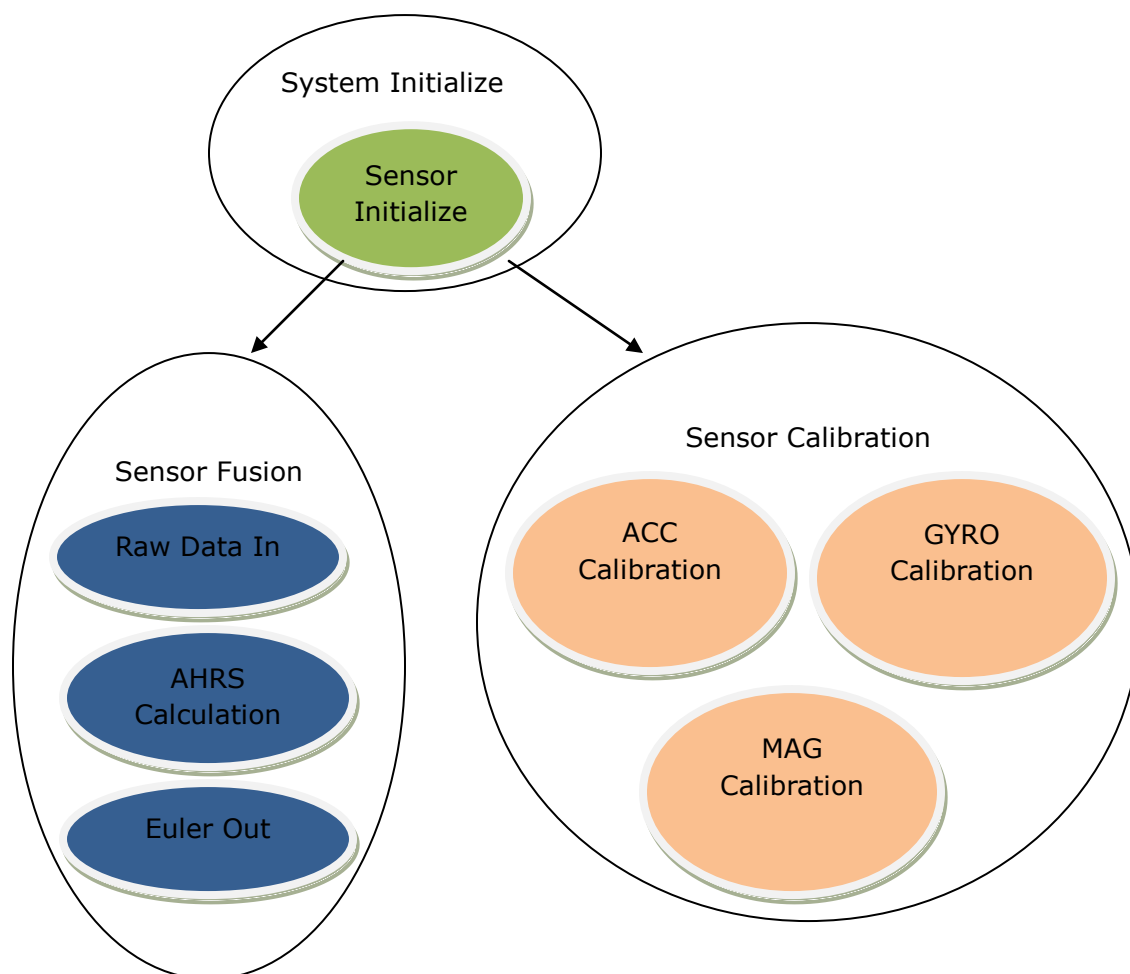 System Initialize
Sensor
Initialize
Sensor Fusion
Raw Data In
AHRS
Calculation
Euler Out
Sensor Calibration
ACC
Calibration
GYRO
Calibration
MAG
Calibration